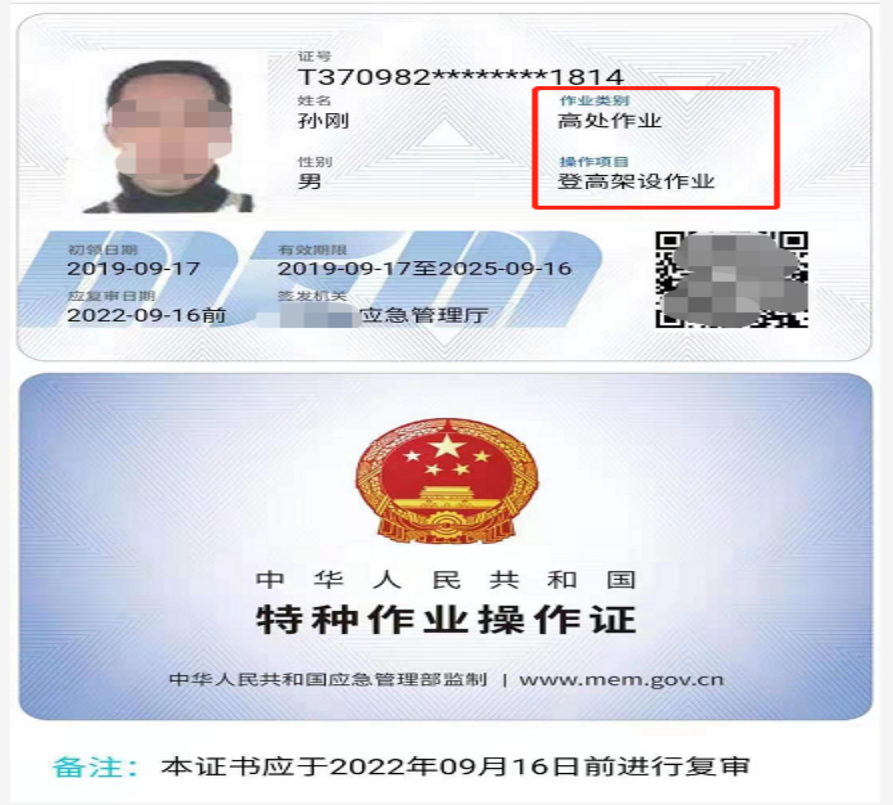 证号
T370982********1814
姓名
孙刚
作业类别
高处作业
性别
男
操作项目
登高架设作业
初领日期
2019-09-17
有效期限
2019-09-17至2025-09-16
应复审日期
2022-09-16前
签发机关
应急管理厅
中华人民共和国
特种作业操作证
中华人民共和国应急管理部监制 | www.mem.gov.cn
备注：本证书应于2022年09月16日前进行复审